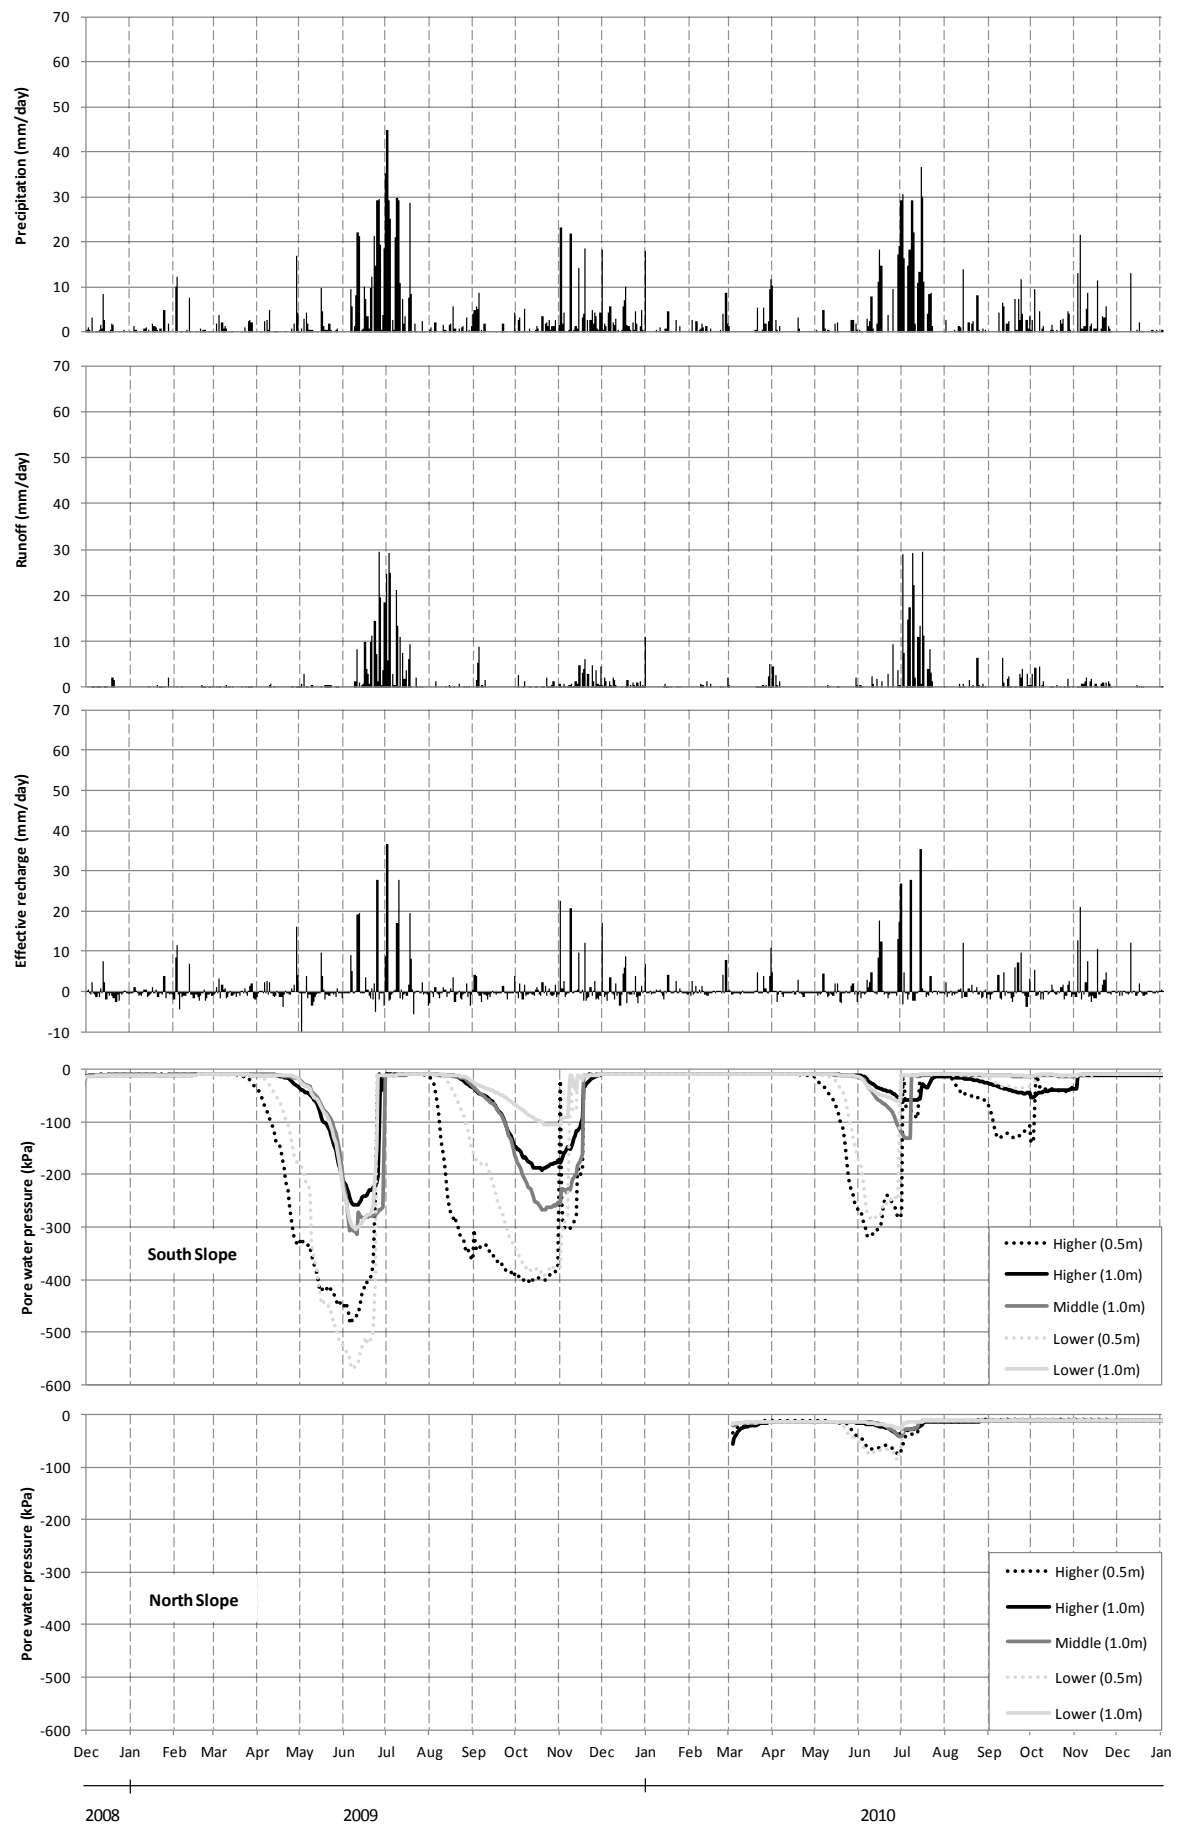 70
60
50
40
30
20
10
0
Precipitation (mm/day)
70
60
50
40
30
20
10
0
Runoff (mm/day)
70
60
50
40
30
20
10
0
-10
Effective recharge (mm/day)
0
-100
-200
-300
-400
-500
-600
Pore water pressure (kPa)
South Slope
Higher (0.5m)
Higher (1.0m)
Middle (1.0m)
Lower (0.5m)
Lower (1.0m)
0
-100
-200
-300
-400
-500
-600
Pore water pressure (kPa)
North Slope
Higher (0.5m)
Higher (1.0m)
Middle (1.0m)
Lower (0.5m)
Lower (1.0m)
Dec Jan Feb Mar Apr May Jun Jul Aug Sep Oct Nov Dec Jan Feb Mar Apr May Jun Jul Aug Sep Oct Nov Dec Jan
2008 2009 2010